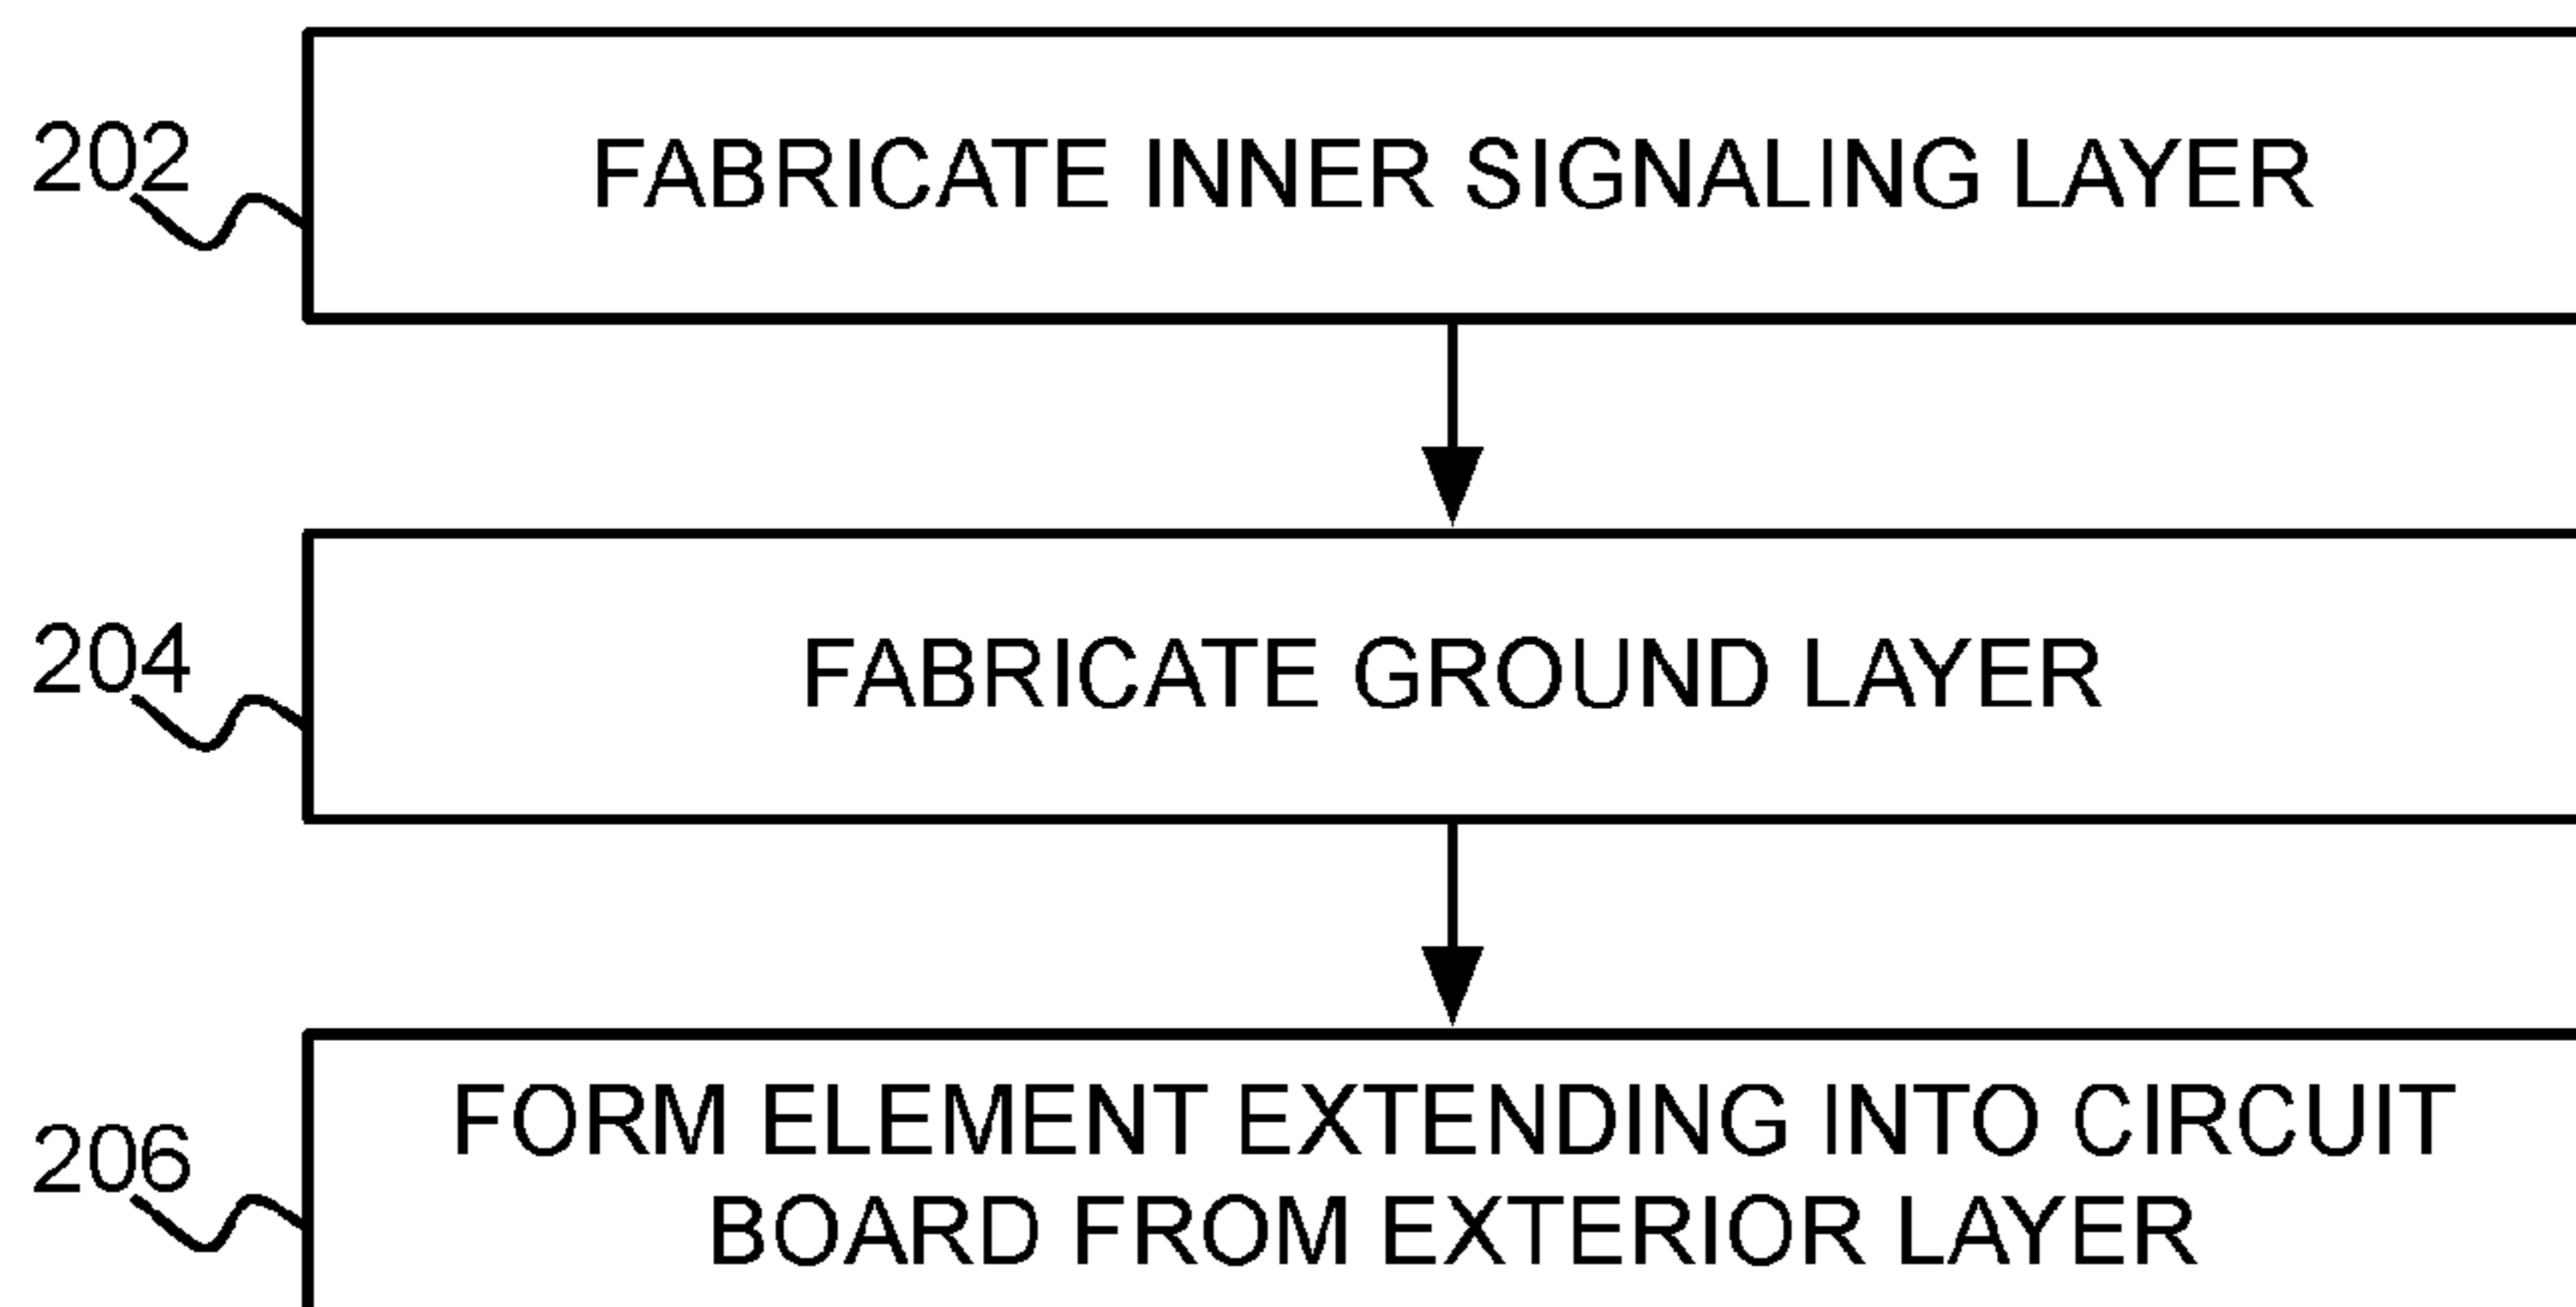 202
FABRICATE INNER SIGNALING LAYER
204
FABRICATE GROUND LAYER
206
FORM ELEMENT EXTENDING INTO CIRCUIT
BOARD FROM EXTERIOR LAYER